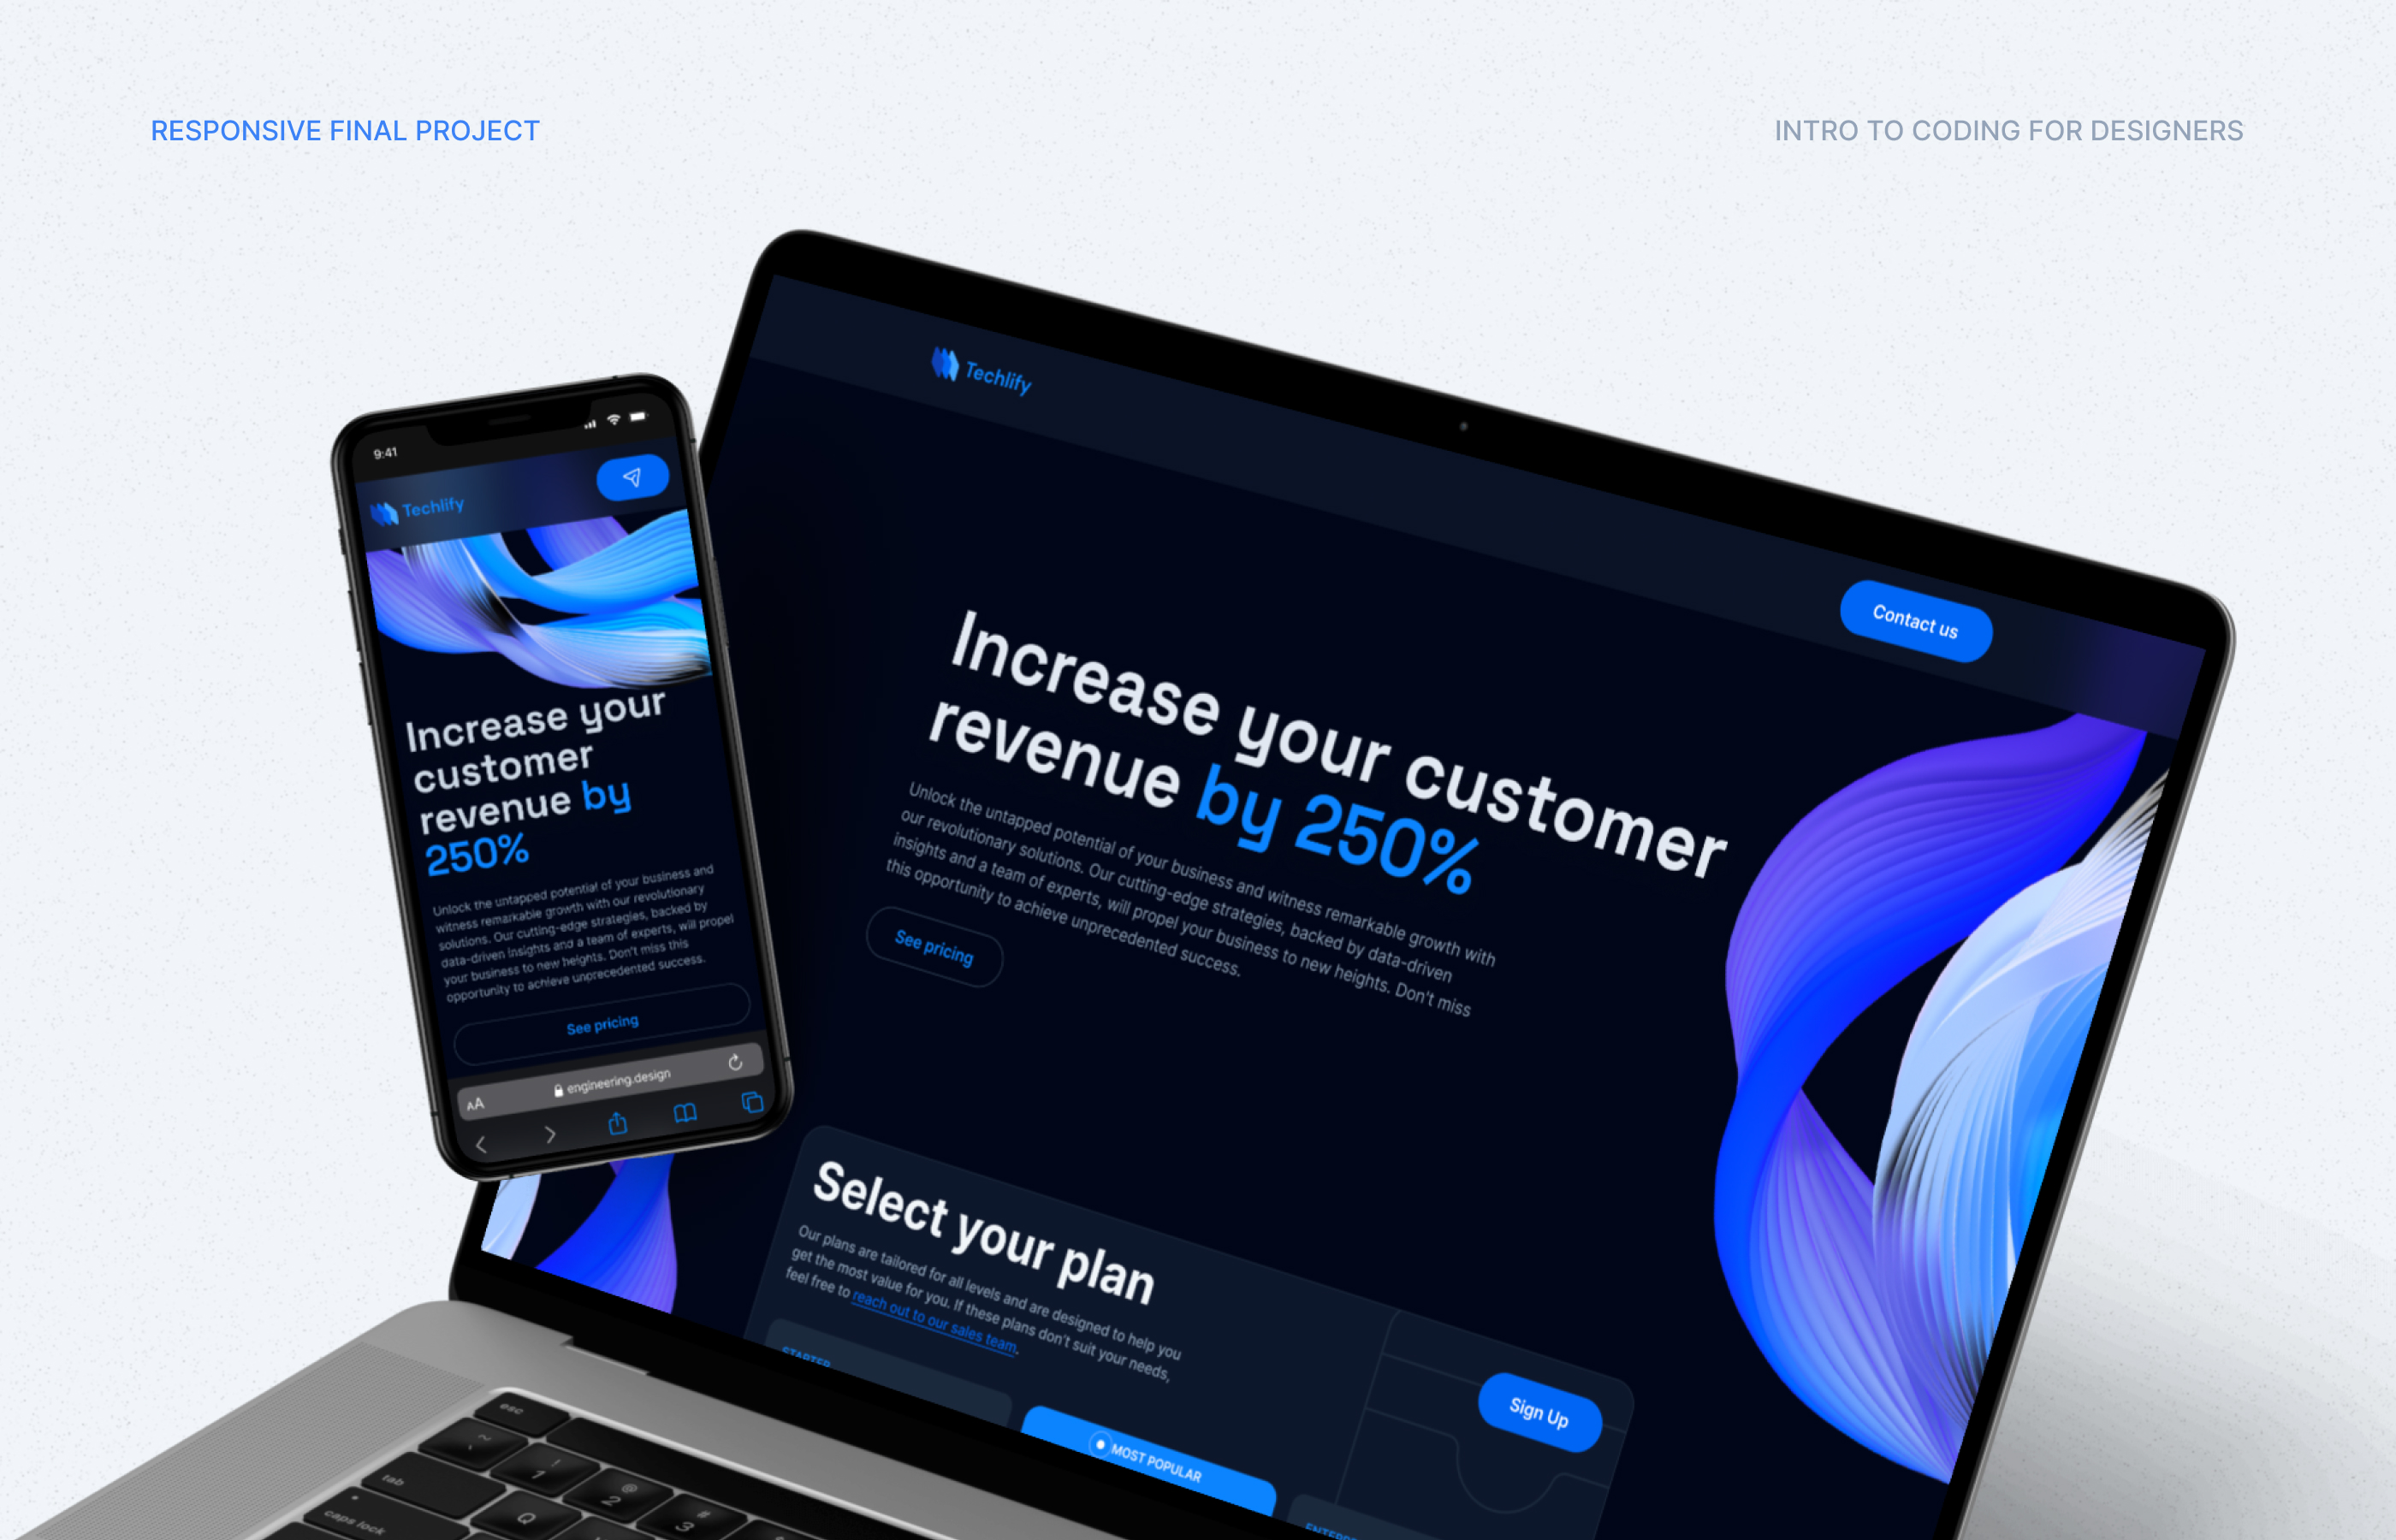 RESPONSIVE FINAL PROJECT
INTRO TO CODING FOR DESIGNERS
9:41
Techlify
Increase your
customer
revenue by
250%
Unlock the untapped potential of your business and
witness remarkable growth with our revolutionary
solutions. Our cutting-edge strategies, backed by
data-driven insights and a team of experts, will propel
your business to new heights. Don't miss this
opportunity to achieve unprecedented success.
See pricing
AA
engineering.design
Techlify
Contact us
Increase your customer
revenue by 250%
Unlock the untapped potential of your business and witness remarkable growth with
our revolutionary solutions. Our cutting-edge strategies, backed by data-driven
insights and a team of experts, will propel your business to new heights. Don't miss
this opportunity to achieve unprecedented success.
See pricing
Select your plan
Our plans are tailored for all levels and are designed to help you
get the most value for you. If these plans don't suit your needs,
feel free to reach out to our sales team.
Sign Up
STARTER
MOST POPULAR
esc
~
! 1
@ 2
# 3
tab
Q
caps lock